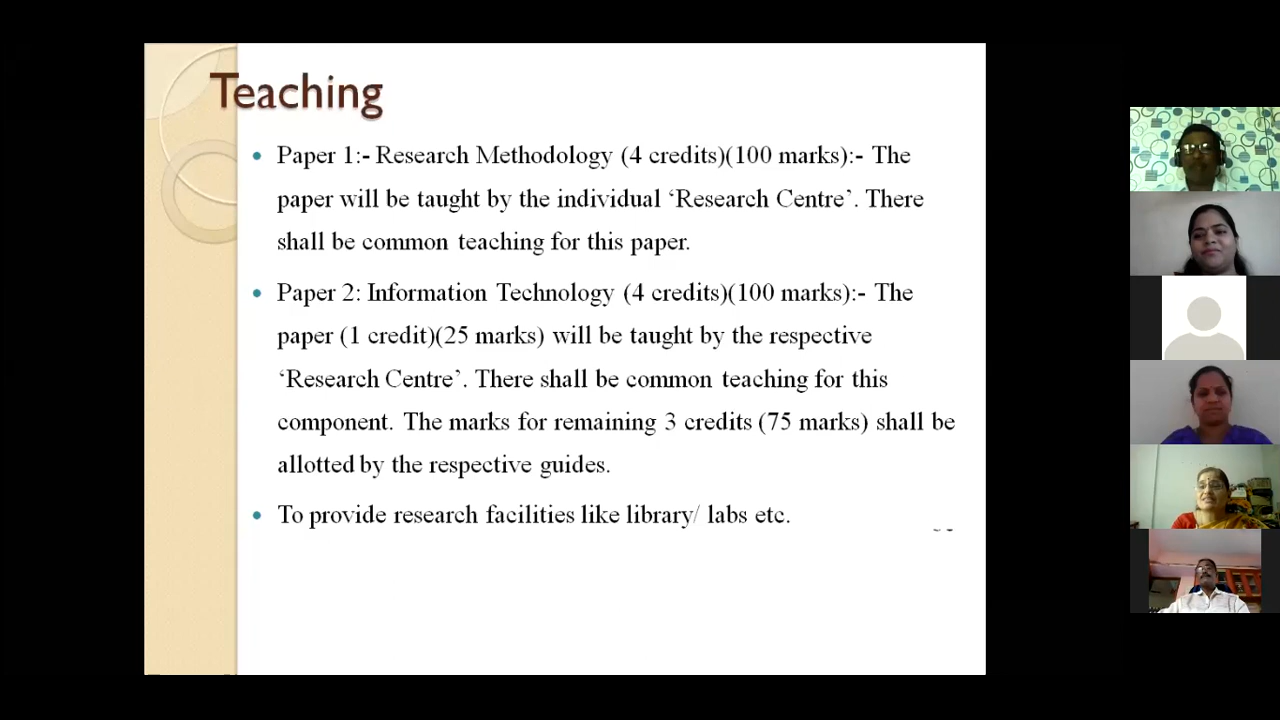 Teaching
• Paper 1:- Research Methodology (4 credits)(100 marks):- The
paper will be taught by the individual ‘Research Centre’. There
shall be common teaching for this paper.
• Paper 2: Information Technology (4 credits)(100 marks):- The
paper (1 credit)(25 marks) will be taught by the respective
‘Research Centre’. There shall be common teaching for this
component. The marks for remaining 3 credits (75 marks) shall be
allotted by the respective guides.
• To provide research facilities like library/ labs etc.